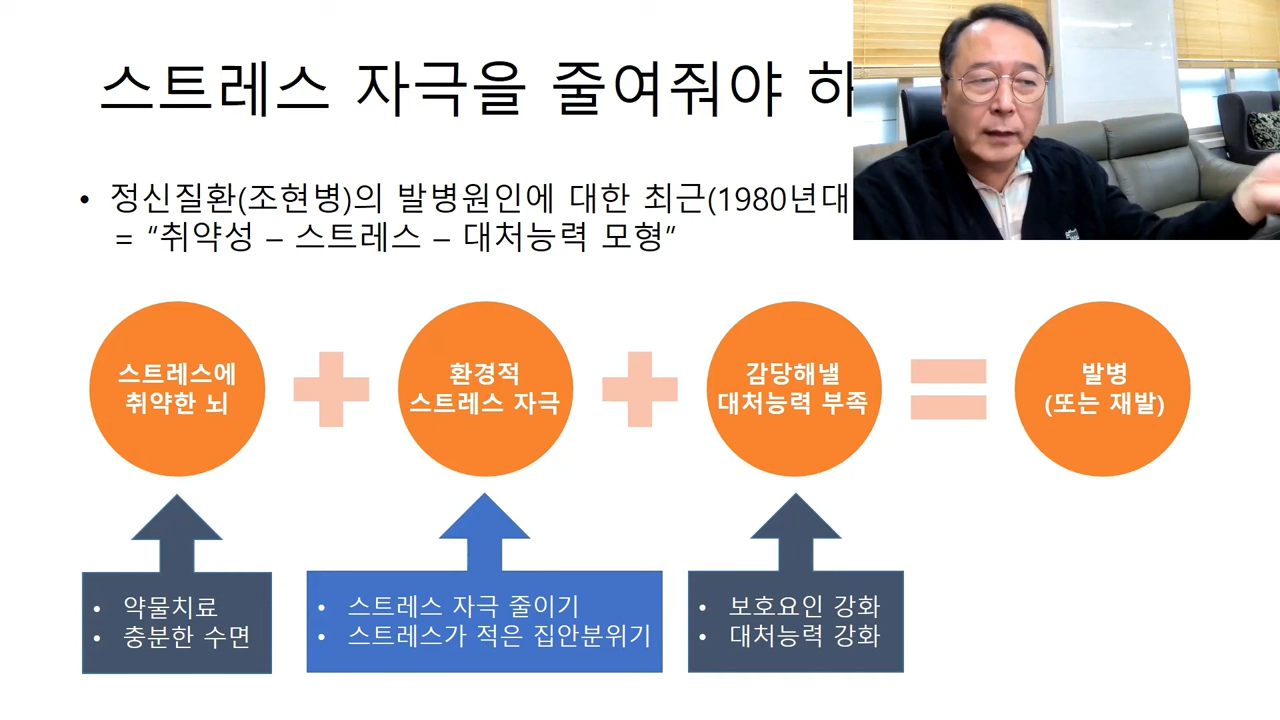 스트레스 자극을 줄여줘야 하
• 정신질환(조현병)의 발병원인에 대한 최근(1980년대
= “취약성 – 스트레스 – 대처능력 모형”
스트레스에
취약한 뇌
환경적
스트레스 자극
감당해낼
대처능력 부족
발병
(또는 재발)
• 약물치료
• 충분한 수면
• 스트레스 자극 줄이기
• 스트레스가 적은 집안분위기
• 보호요인 강화
• 대처능력 강화